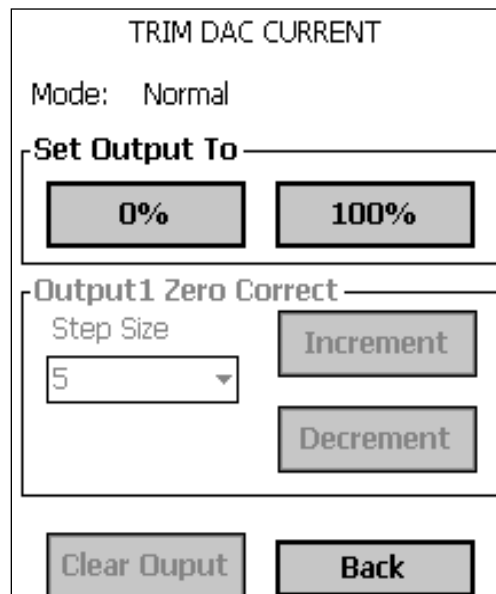 TRIM DAC CURRENT
Mode: Normal
Set Output To
0% 100%
Output1 Zero Correct
Step Size
Increment
5
Decrement
Clear Ouput Back